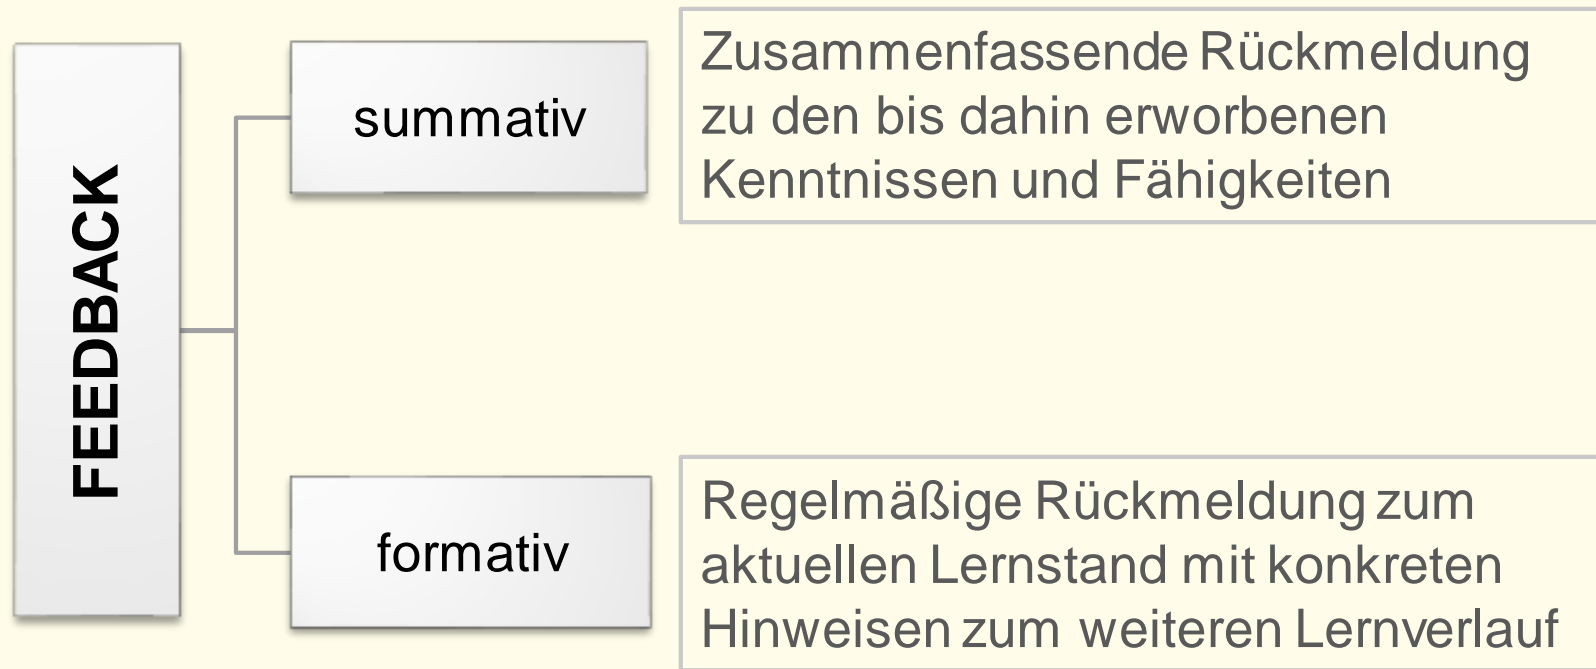 FEEDBACK
summativ
Zusammenfassende Rückmeldung
zu den bis dahin erworbenen
Kenntnissen und Fähigkeiten
formativ
Regelmäßige Rückmeldung zum
aktuellen Lernstand mit konkreten
Hinweisen zum weiteren Lernverlauf